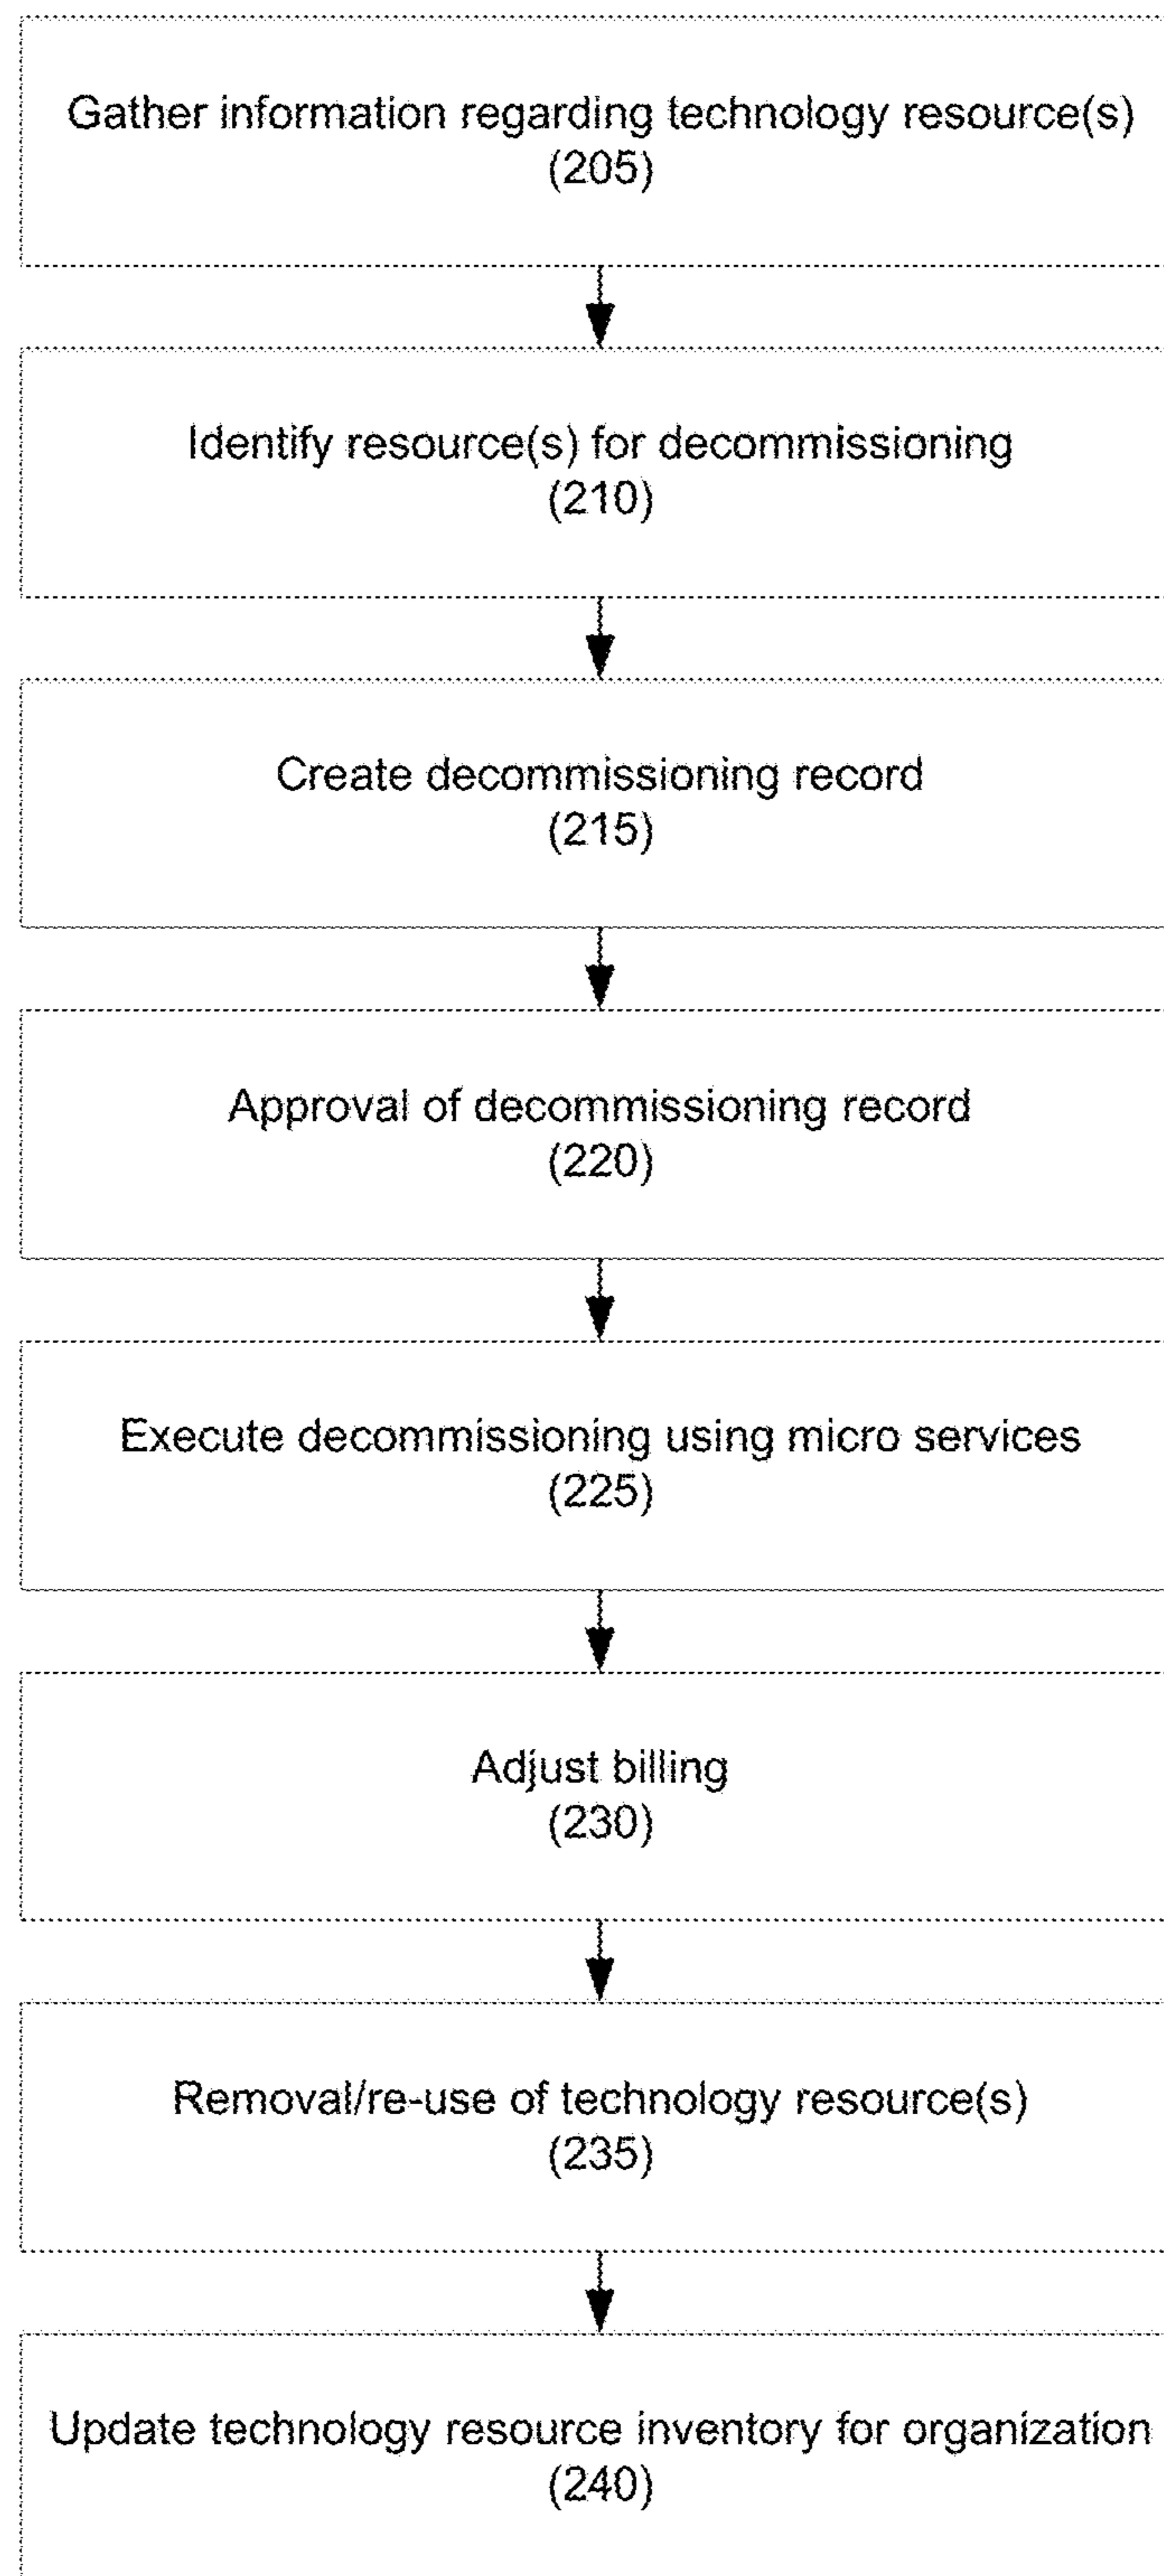 Gather information regarding technology resource(s)
(205)
Identify resource(s) for decommissioning
(210)
Create decommissioning record
(215)
Approval of decommissioning record
(220)
Execute decommissioning using micro services
(225)
Adjust billing
(230)
Removal/re-use of technology resource(s)
(235)
Update technology resource inventory for organization
(240)